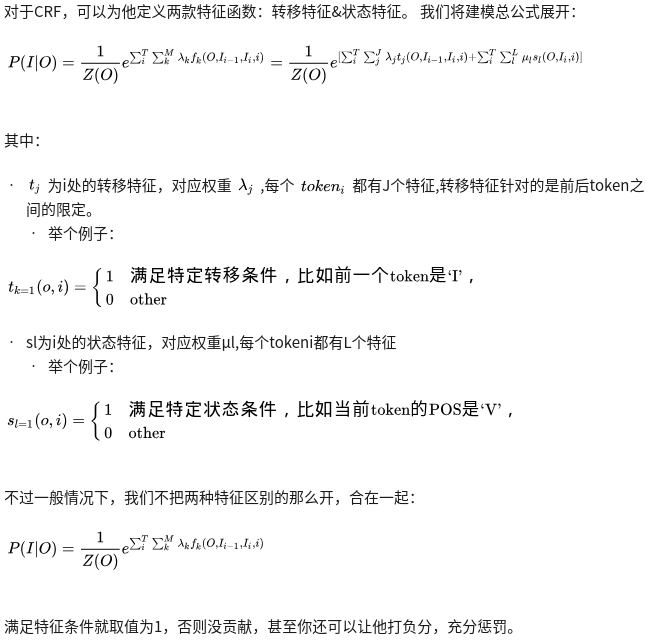 对于CRF，可以为他定义两款特征函数：转移特征&状态特征。 我们将建模总公式展开：
P(I|O) = \frac{1}{Z(O)} e^{\sum_i^T \sum_k^M \lambda_k f_k(O,I_{i-1},I_i,i)} = \frac{1}{Z(O)} e^{[\sum_i^T \sum_j^J \lambda_j t_j(O,I_{i-1},I_i,i)+\sum_i^T \sum_l^L \mu_l s_l(O,I_i,i)]}
其中：
· t_j 为i处的转移特征，对应权重 λ_j ,每个 token_i 都有J个特征,转移特征针对的是前后token之
间的限定。
· 举个例子：
t_{k=1}(o, i) = { 1 满足特定转移条件，比如前一个token是‘I’，
0 other
· sl为i处的状态特征，对应权重μl,每个tokeni都有L个特征
· 举个例子：
s_{l=1}(o, i) = { 1 满足特定状态条件，比如当前token的POS是‘V’，
0 other
不过一般情况下，我们不把两种特征区别的那么开，合在一起：
P(I|O) = \frac{1}{Z(O)} e^{\sum_i^T \sum_k^M \lambda_k f_k(O,I_{i-1},I_i,i)}
满足特征条件就取值为1，否则没贡献，甚至你还可以让他打负分，充分惩罚。